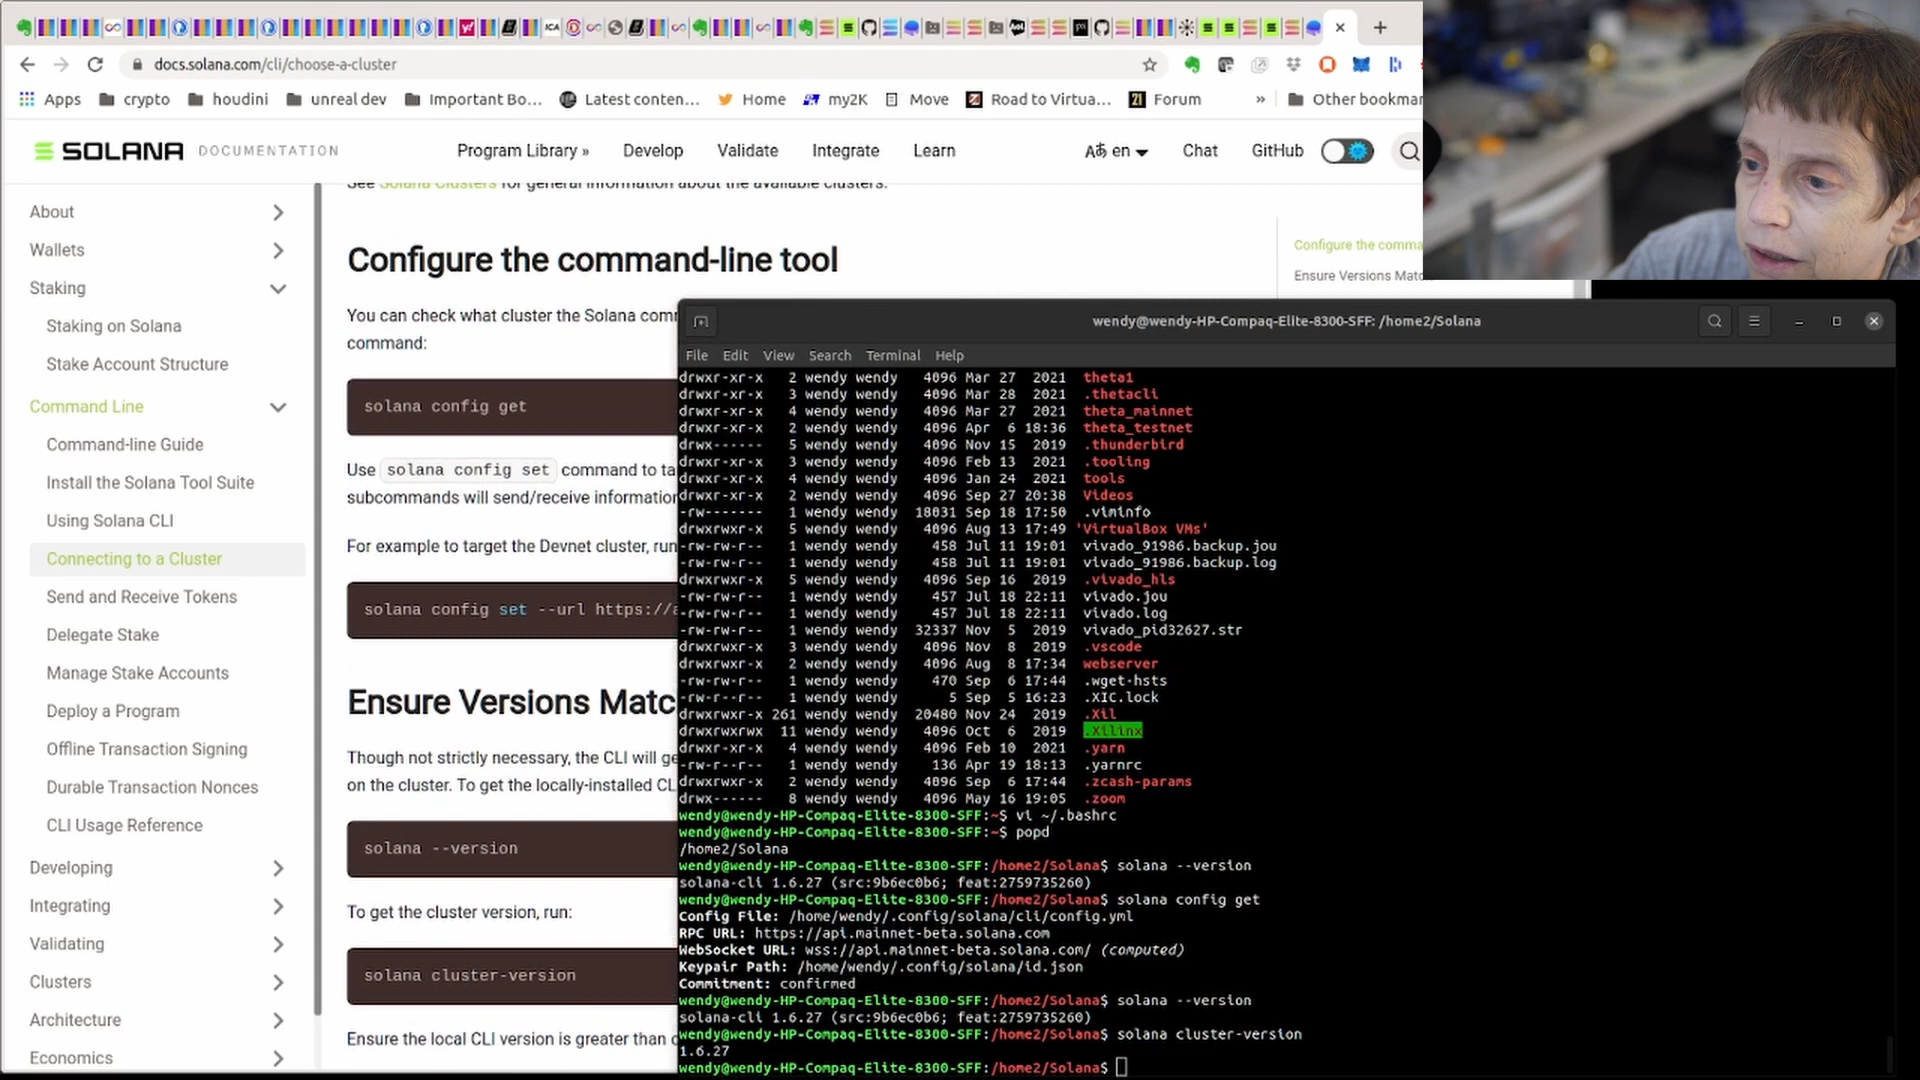 docs.solana.com/cli/choose-a-cluster
Apps crypto houdini unreal dev Important Bo... Latest conten... Home my2K Move Road to Virtua... Forum » Other bookmar
SOLANA DOCUMENTATION
Program Library » Develop Validate Integrate Learn en Chat GitHub
About
Wallets
Staking
Staking on Solana
Stake Account Structure
Command Line
Command-line Guide
Install the Solana Tool Suite
Using Solana CLI
Connecting to a Cluster
Send and Receive Tokens
Delegate Stake
Manage Stake Accounts
Deploy a Program
Offline Transaction Signing
Durable Transaction Nonces
CLI Usage Reference
Developing
Integrating
Validating
Clusters
Architecture
Economics
See Solana Clusters for general information about the available clusters.
Configure the command-line tool
You can check what cluster the Solana com
command:
solana config get
Use solana config set command to ta
subcommands will send/receive information
For example to target the Devnet cluster, run
solana config set --url https://a
Ensure Versions Matc
Though not strictly necessary, the CLI will ge
on the cluster. To get the locally-installed CL
solana --version
To get the cluster version, run:
solana cluster-version
Ensure the local CLI version is greater than
Configure the comma
Ensure Versions Matc
wendy@wendy-HP-Compaq-Elite-8300-SFF: /home2/Solana
File Edit View Search Terminal Help
drwxr-xr-x 2 wendy wendy 4096 Mar 27 2021 theta1
drwxr-xr-x 3 wendy wendy 4096 Mar 28 2021 .thetacli
drwxr-xr-x 4 wendy wendy 4096 Mar 27 2021 theta_mainnet
drwxr-xr-x 2 wendy wendy 4096 Apr 6 18:36 theta_testnet
drwx------ 5 wendy wendy 4096 Nov 15 2019 .thunderbird
drwxr-xr-x 3 wendy wendy 4096 Feb 13 2021 .tooling
drwxr-xr-x 4 wendy wendy 4096 Jan 24 2021 tools
drwxr-xr-x 2 wendy wendy 4096 Sep 27 20:38 Videos
-rw------- 1 wendy wendy 18031 Sep 18 17:50 .viminfo
drwxrwxr-x 5 wendy wendy 4096 Aug 13 17:49 'VirtualBox VMs'
-rw-rw-r-- 1 wendy wendy 458 Jul 11 19:01 vivado_91986.backup.jou
-rw-rw-r-- 1 wendy wendy 458 Jul 11 19:01 vivado_91986.backup.log
drwxrwxr-x 5 wendy wendy 4096 Sep 16 2019 .vivado_hls
-rw-rw-r-- 1 wendy wendy 457 Jul 18 22:11 vivado.jou
-rw-rw-r-- 1 wendy wendy 457 Jul 18 22:11 vivado.log
-rw-rw-r-- 1 wendy wendy 32337 Nov 5 2019 vivado_pid32627.str
drwxrwxr-x 3 wendy wendy 4096 Nov 8 2019 .vscode
drwxrwxr-x 2 wendy wendy 4096 Aug 8 17:34 webserver
-rw-rw-r-- 1 wendy wendy 470 Sep 6 17:44 .wget-hsts
-rw-r--r-- 1 wendy wendy 5 Sep 5 16:23 .XIC.lock
drwxrwxr-x 261 wendy wendy 20480 Nov 24 2019 .Xil
drwxrwxrwx 11 wendy wendy 4096 Oct 6 2019 .Xilinx
drwxr-xr-x 4 wendy wendy 4096 Feb 10 2021 .yarn
-rw-r--r-- 1 wendy wendy 136 Apr 19 18:13 .yarnrc
drwxrwxr-x 2 wendy wendy 4096 Sep 6 17:44 .zcash-params
drwx------ 8 wendy wendy 4096 May 16 19:05 .zoom
wendy@wendy-HP-Compaq-Elite-8300-SFF:~$ vi ~/.bashrc
wendy@wendy-HP-Compaq-Elite-8300-SFF:~$ popd
/home2/Solana
wendy@wendy-HP-Compaq-Elite-8300-SFF:/home2/Solana$ solana --version
solana-cli 1.6.27 (src:9b6ec0b6; feat:2759735260)
wendy@wendy-HP-Compaq-Elite-8300-SFF:/home2/Solana$ solana config get
Config File: /home/wendy/.config/solana/cli/config.yml
RPC URL: https://api.mainnet-beta.solana.com
WebSocket URL: wss://api.mainnet-beta.solana.com/ (computed)
Keypair Path: /home/wendy/.config/solana/id.json
Commitment: confirmed
wendy@wendy-HP-Compaq-Elite-8300-SFF:/home2/Solana$ solana --version
solana-cli 1.6.27 (src:9b6ec0b6; feat:2759735260)
wendy@wendy-HP-Compaq-Elite-8300-SFF:/home2/Solana$ solana cluster-version
1.6.27
wendy@wendy-HP-Compaq-Elite-8300-SFF:/home2/Solana$